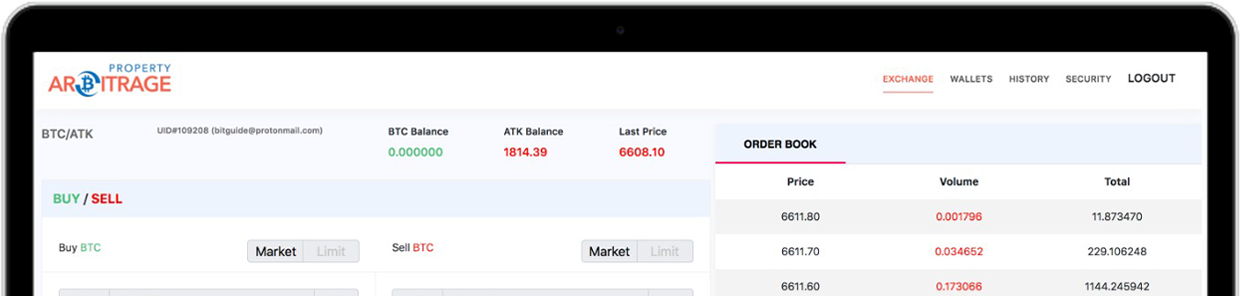 PROPERTY
ARBITRAGE
EXCHANGE WALLETS HISTORY SECURITY LOGOUT
BTC/ATK
UID#109208 (bitguide@protonmail.com)
BTC Balance ATK Balance Last Price
0.000000 1814.39 6608.10
BUY / SELL
Buy BTC Market Limit
Sell BTC Market Limit
ORDER BOOK
Price Volume Total
6611.80 0.001796 11.873470
6611.70 0.034652 229.106248
6611.60 0.173066 1144.245942